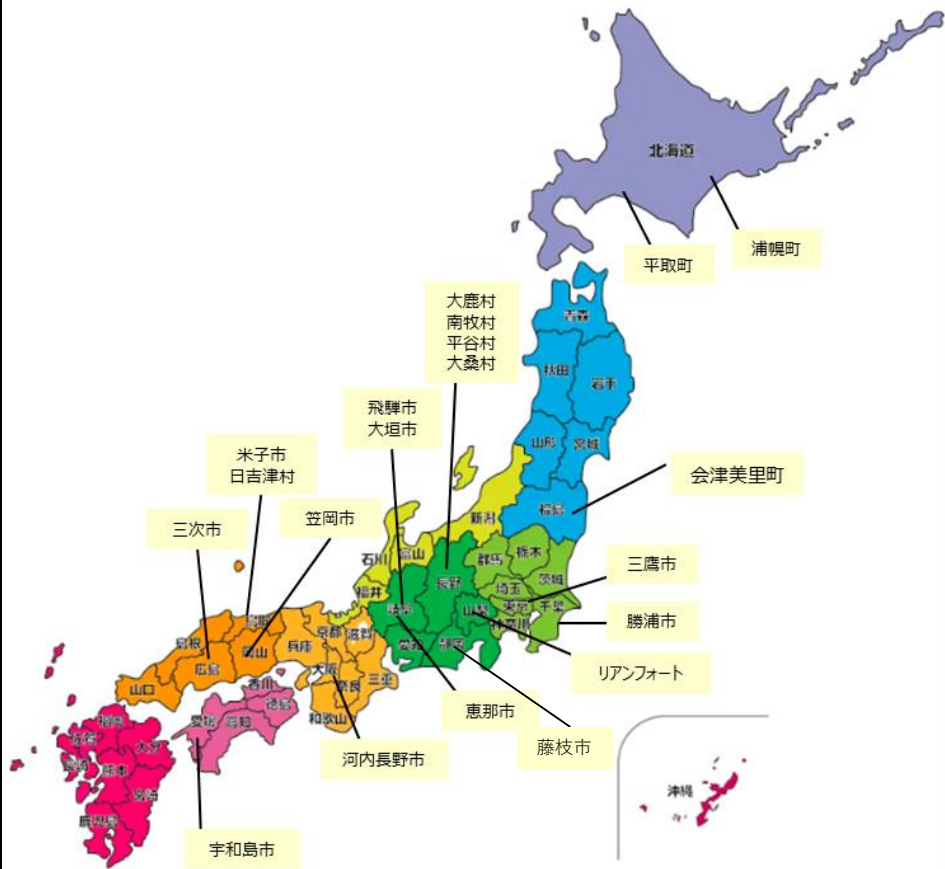 北海道
浦幌町
平取町
大鹿村
南牧村
平谷村
大桑村
青森
秋田
岩手
飛騨市
大垣市
山形
宮城
米子市
日吉津村
会津美里町
福島
新潟
笠岡市
三次市
石川
富山
群馬
栃木
三鷹市
長野
茨城
福井
埼玉
岐阜
山梨
東京
千葉
鳥取
神奈川
勝浦市
京都
滋賀
島根
岡山
兵庫
愛知
静岡
広島
大阪
リアンフォート
三重
奈良
山口
香川
徳島
恵那市
和歌山
福岡
愛媛
高知
藤枝市
佐賀
大分
河内長野市
長崎
熊本
宮崎
沖縄
鹿児島
宇和島市